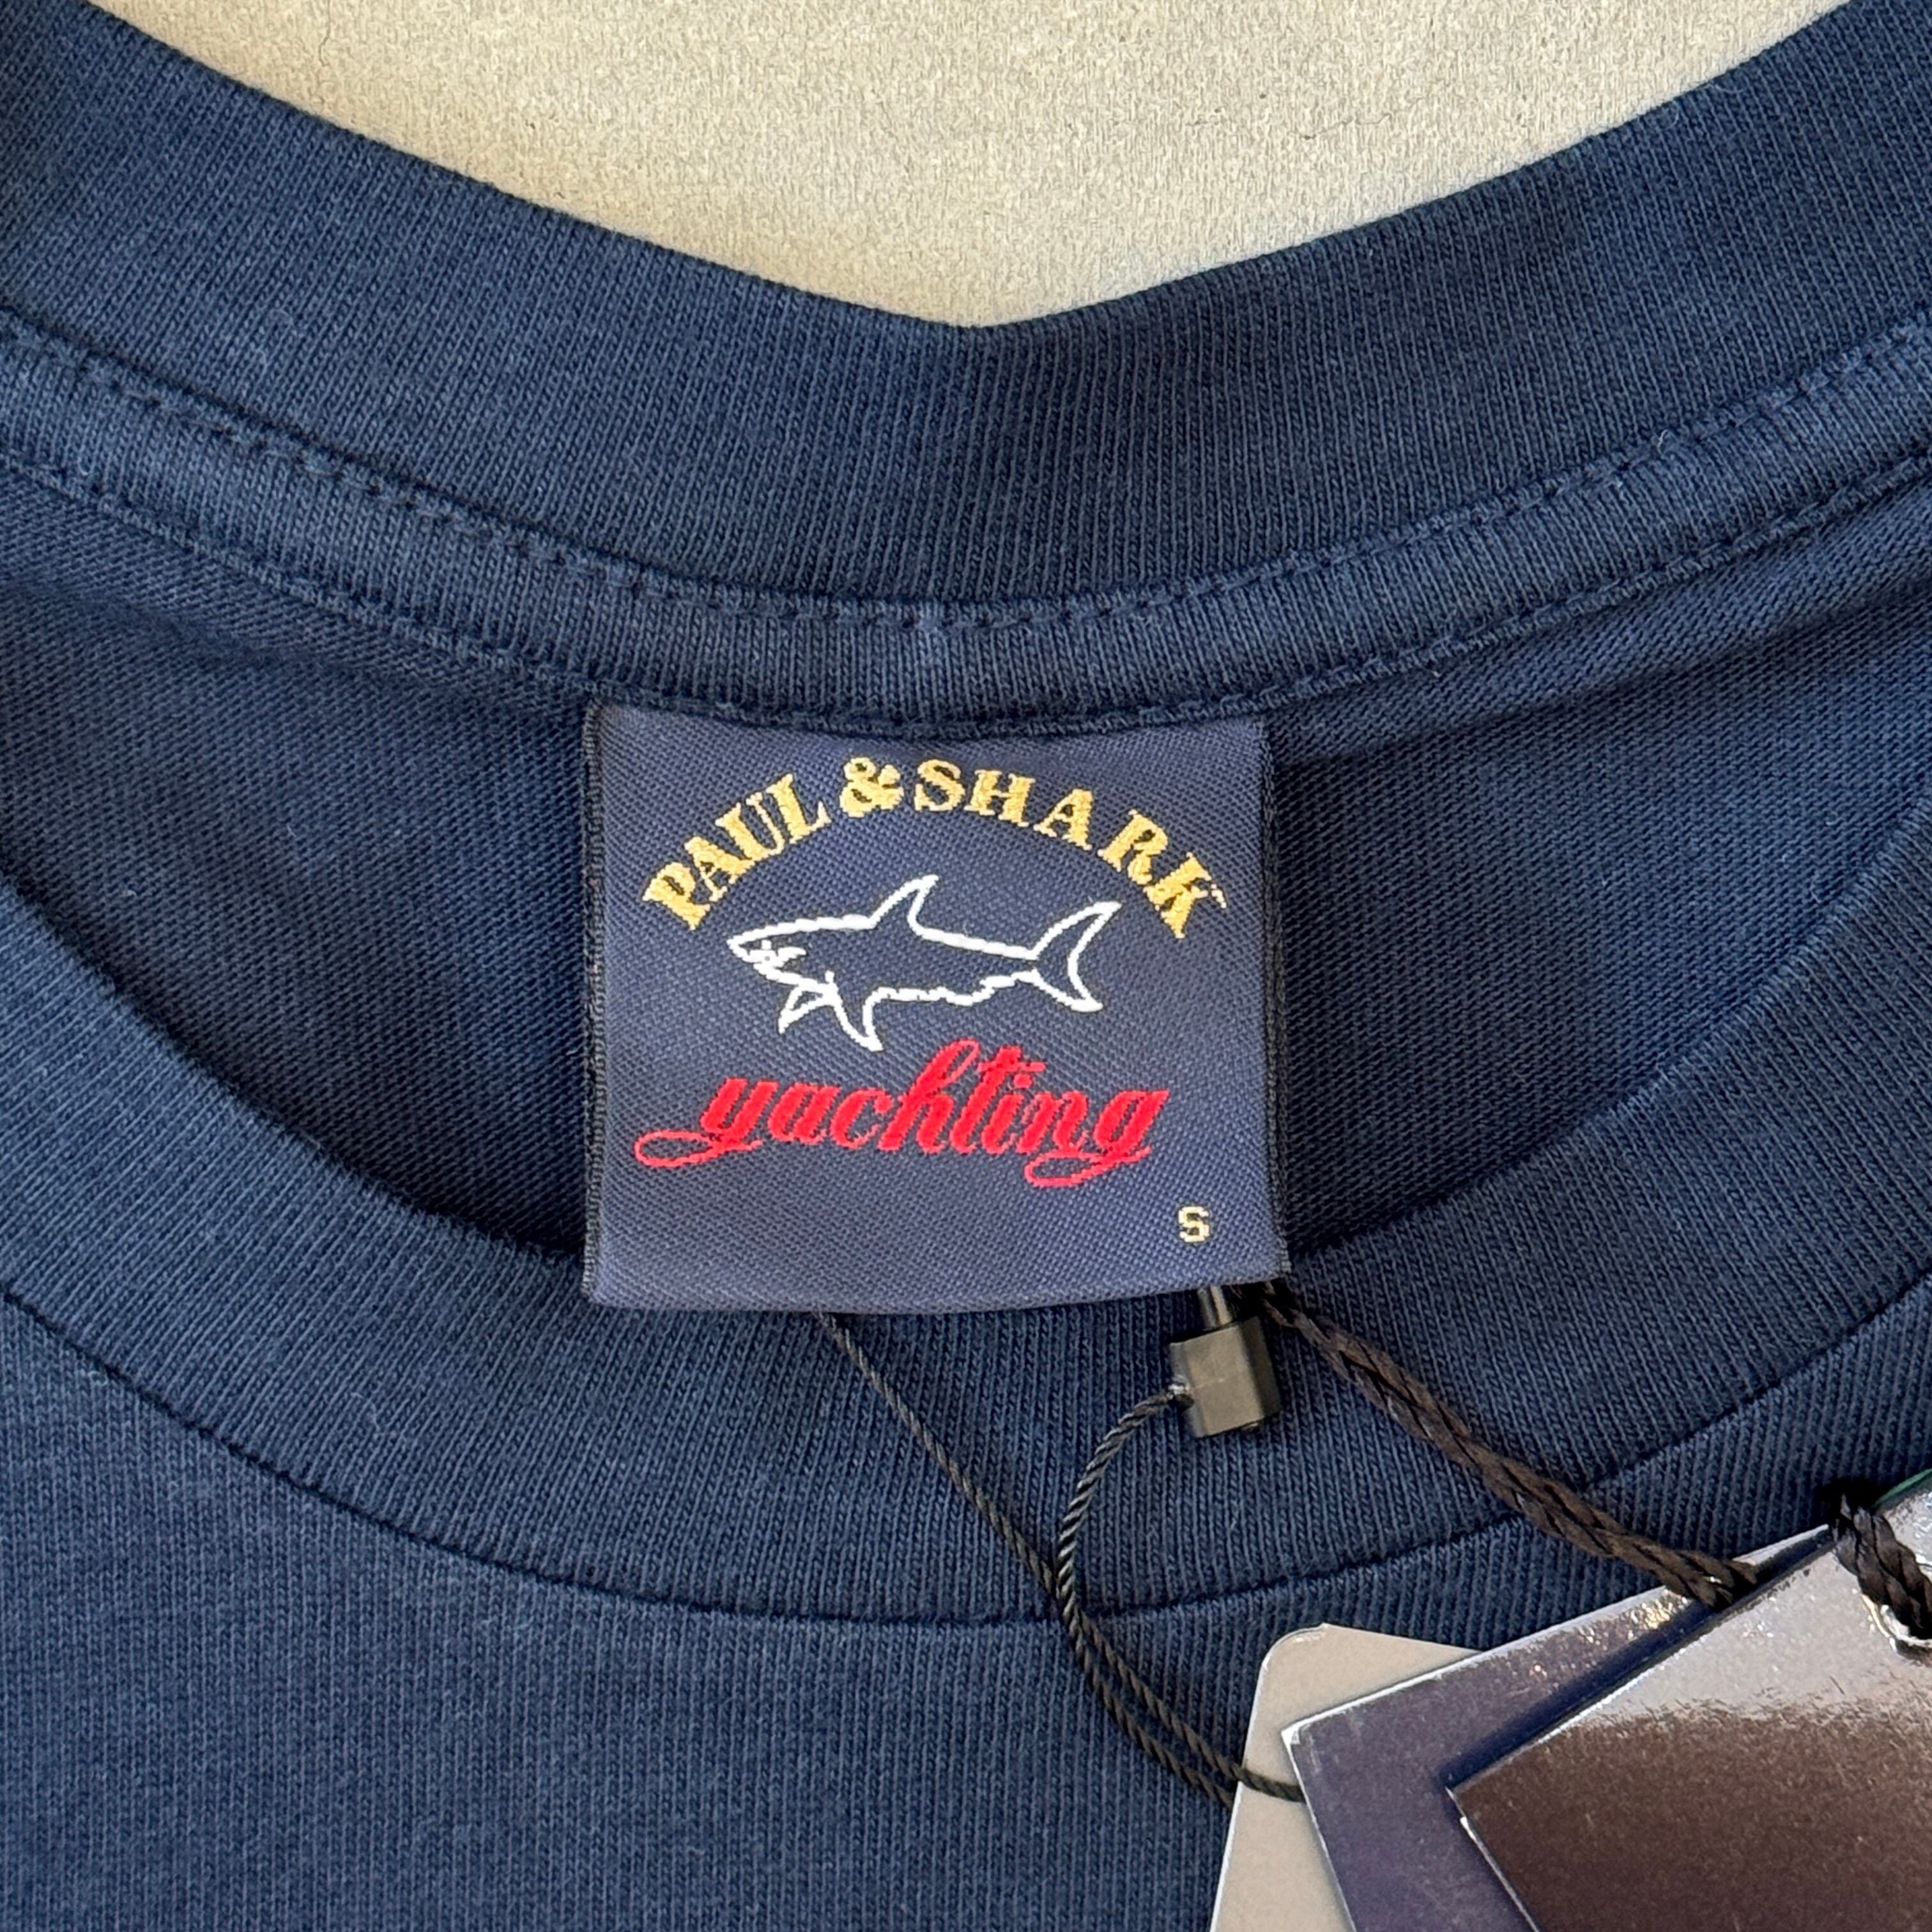 PAUL & SHARK
yachting
S